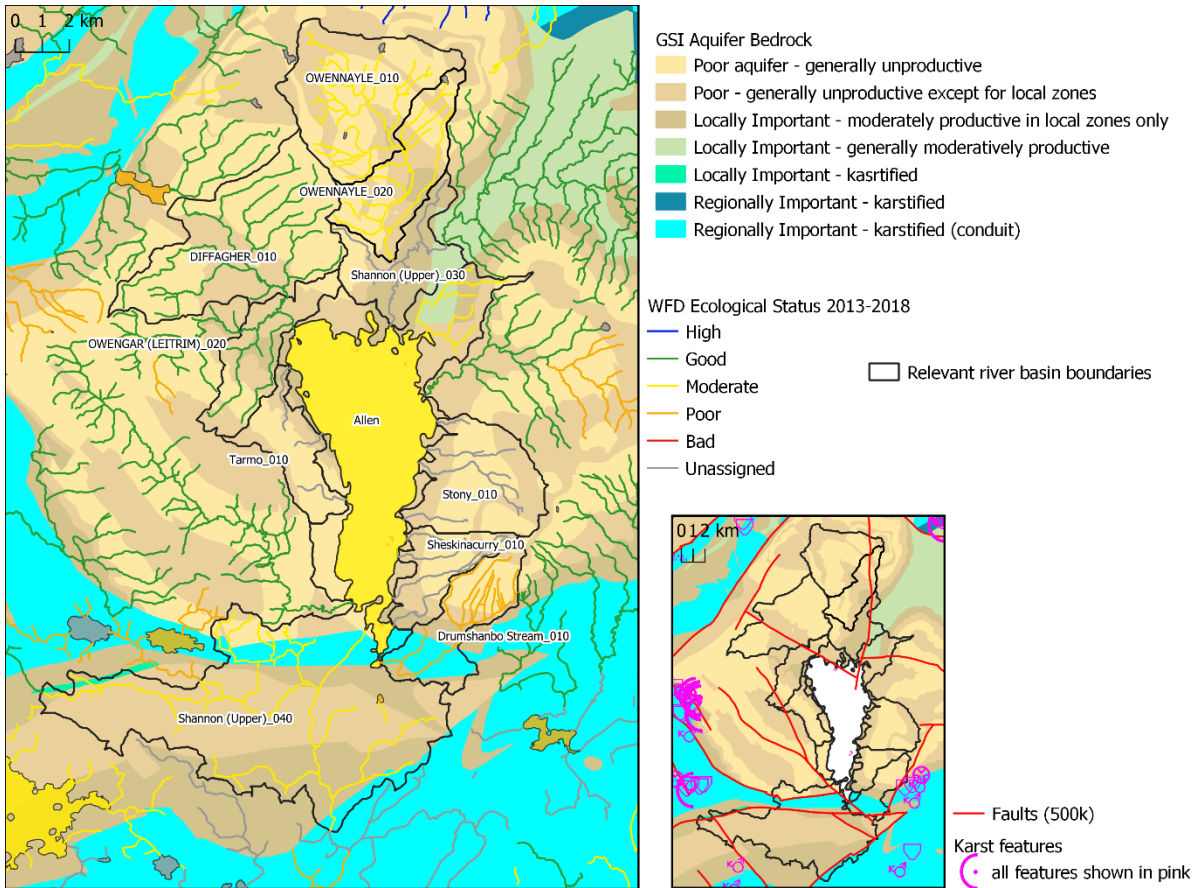 0 1 2 km
OWENNAYLE_010
OWENNAYLE_020
DIFFAGHER_010
Shannon (Upper)_030
OWENGAR (LEITRIM)_020
Allen
Tarmo_010
Stony_010
Sheskinacurry_010
Drumshanbo Stream_010
Shannon (Upper)_040
GSI Aquifer Bedrock
Poor aquifer - generally unproductive
Poor - generally unproductive except for local zones
Locally Important - moderately productive in local zones only
Locally Important - generally moderatively productive
Locally Important - kasrtified
Regionally Important - karstified
Regionally Important - karstified (conduit)
WFD Ecological Status 2013-2018
High
Good
Moderate
Poor
Bad
Unassigned
Relevant river basin boundaries
012 km
Faults (500k)
Karst features
all features shown in pink